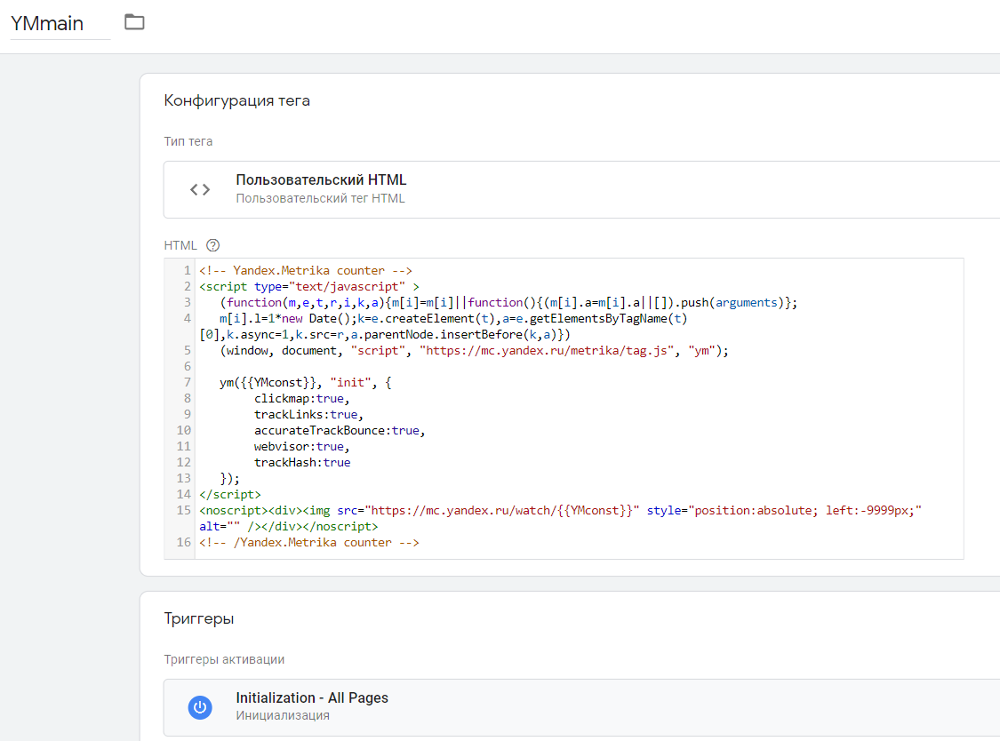 YMmain
Конфигурация тега
Тип тега
Пользовательский HTML
Пользовательский тег HTML
HTML
1 <!-- Yandex.Metrika counter -->
2 <script type="text/javascript" >
3 (function(m,e,t,r,i,k,a){m[i]=m[i]||function(){(m[i].a=m[i].a||[]).push(arguments)};
4 m[i].l=1*new Date();k=e.createElement(t),a=e.getElementsByTagName(t)
[0],k.async=1,k.src=r,a.parentNode.insertBefore(k,a)})
5 (window, document, "script", "https://mc.yandex.ru/metrika/tag.js", "ym");
6
7 ym({{YMconst}}, "init", {
8 clickmap:true,
9 trackLinks:true,
10 accurateTrackBounce:true,
11 webvisor:true,
12 trackHash:true
13 });
14 </script>
15 <noscript><div><img src="https://mc.yandex.ru/watch/{{YMconst}}" style="position:absolute; left:-9999px;"
alt="" /></div></noscript>
16 <!-- /Yandex.Metrika counter -->
Триггеры
Триггеры активации
Initialization - All Pages
Инициализация